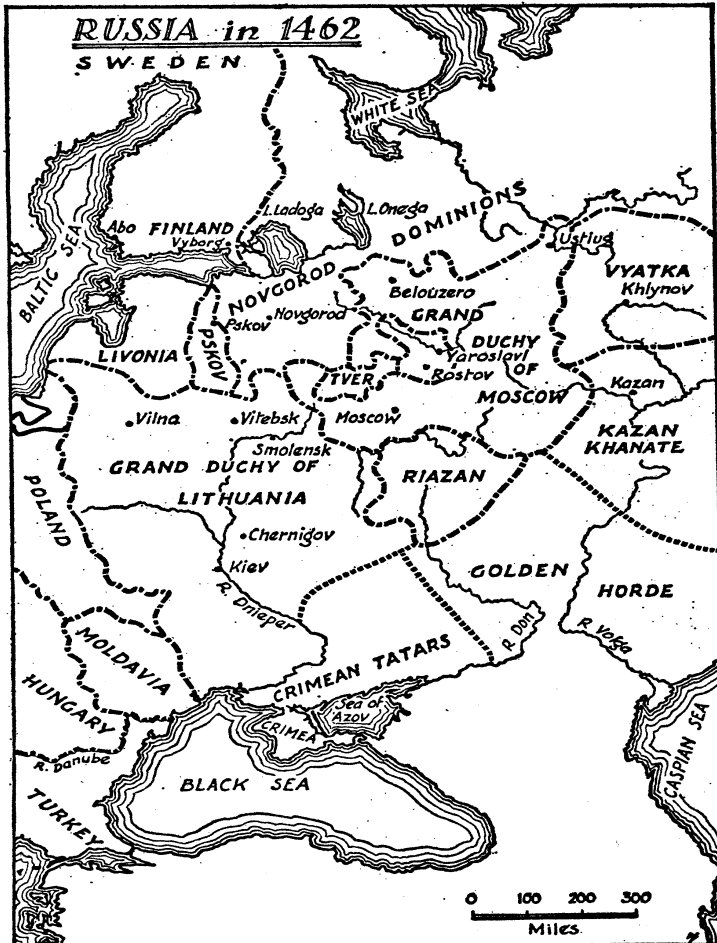 RUSSIA in 1462
SWEDEN
WHITE SEA
BALTIC SEA
Abo
FINLAND
Vyborg
L.Ladoga
L.Onega
NOVGOROD DOMINIONS
Ustiug
VYATKA
Khlynov
Belouzero
GRAND
DUCHY
OF
MOSCOW
Pskov
Novgorod
PSKOV
LIVONIA
Yaroslavl
Rostov
TVER
Moscow
Kazan
KAZAN
KHANATE
Vilna
Vitebsk
Smolensk
GRAND DUCHY OF
LITHUANIA
RIAZAN
POLAND
Chernigov
Kiev
R. Dnieper
GOLDEN
HORDE
R. Don
R. Volga
MOLDAVIA
HUNGARY
CRIMEAN TATARS
Sea of
Azov
CRIMEA
R. Danube
BLACK SEA
CASPIAN SEA
TURKEY
0 100 200 300
Miles.